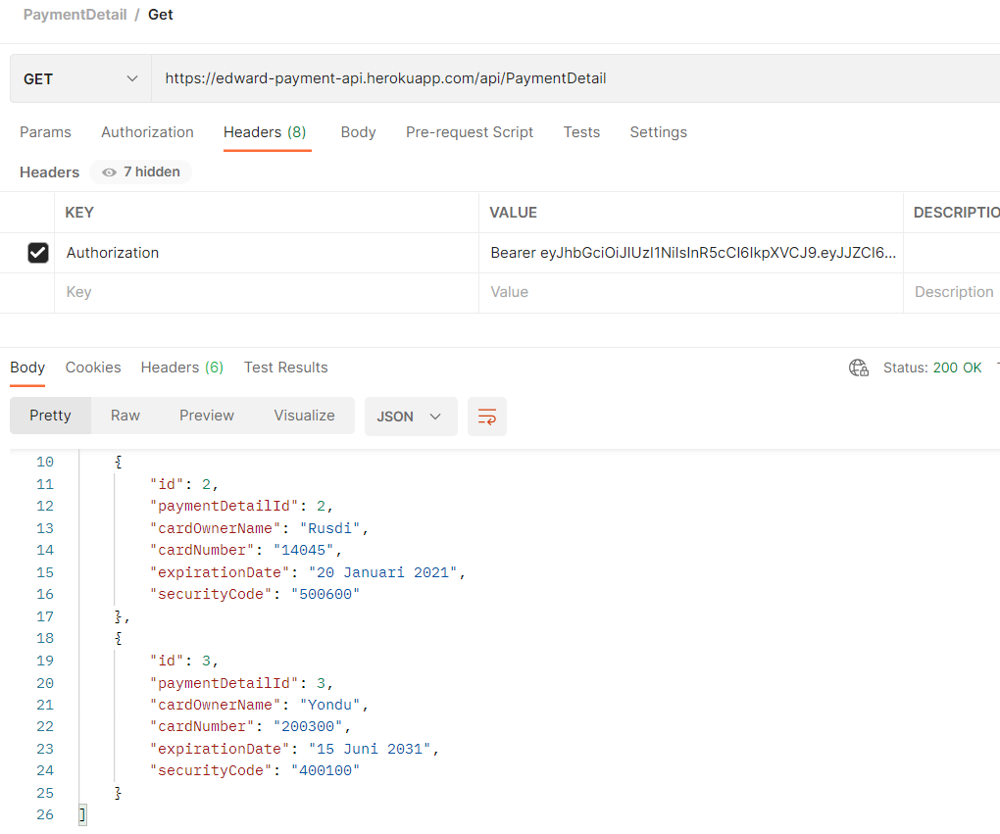 PaymentDetail / Get
GET https://edward-payment-api.herokuapp.com/api/PaymentDetail
Params Authorization Headers (8) Body Pre-request Script Tests Settings
Headers 7 hidden
KEY VALUE DESCRIPTIO
Authorization Bearer eyJhbGciOiJIUzI1NiIsInR5cCI6IkpXVCJ9.eyJJZCI6...
Key Value Description
Body Cookies Headers (6) Test Results Status: 200 OK
Pretty Raw Preview Visualize JSON
10 {
11 "id": 2,
12 "paymentDetailId": 2,
13 "cardOwnerName": "Rusdi",
14 "cardNumber": "14045",
15 "expirationDate": "20 Januari 2021",
16 "securityCode": "500600"
17 },
18 {
19 "id": 3,
20 "paymentDetailId": 3,
21 "cardOwnerName": "Yondu",
22 "cardNumber": "200300",
23 "expirationDate": "15 Juni 2031",
24 "securityCode": "400100"
25 }
26 ]